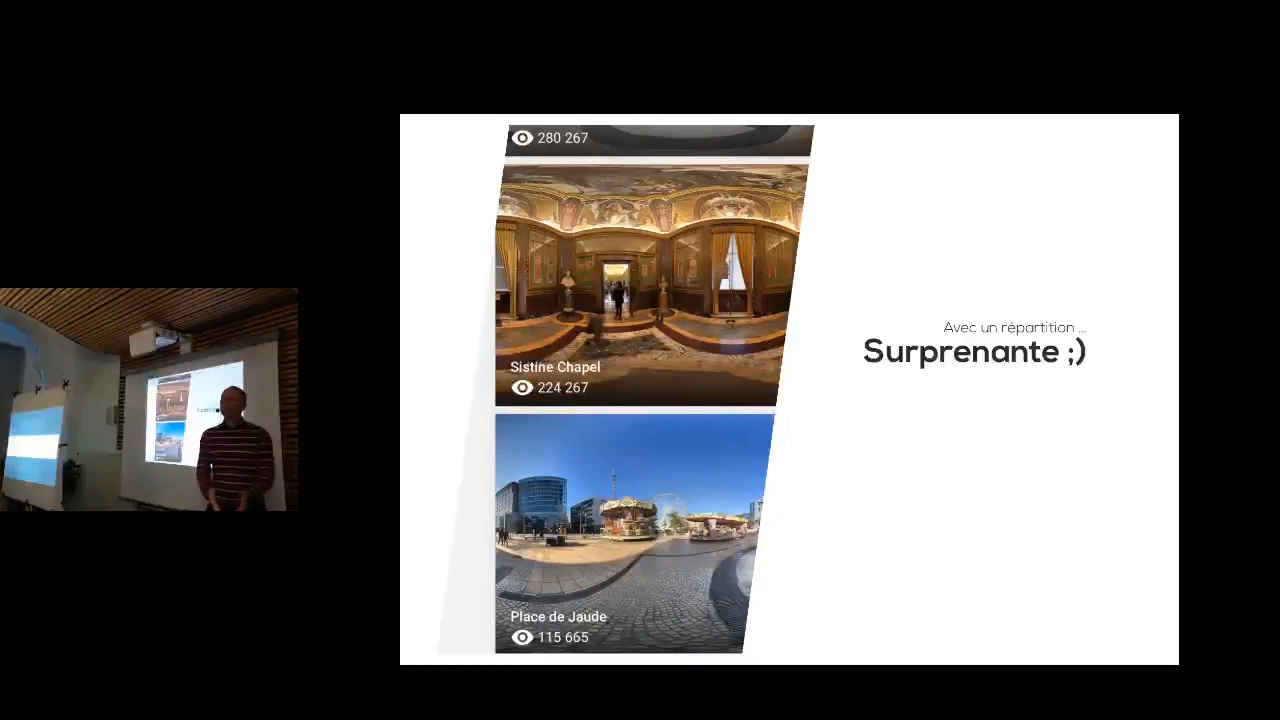 280 267
Sistine Chapel
224 267
Place de Jaude
115 665
Avec un répartition ...
Surprenante ;)